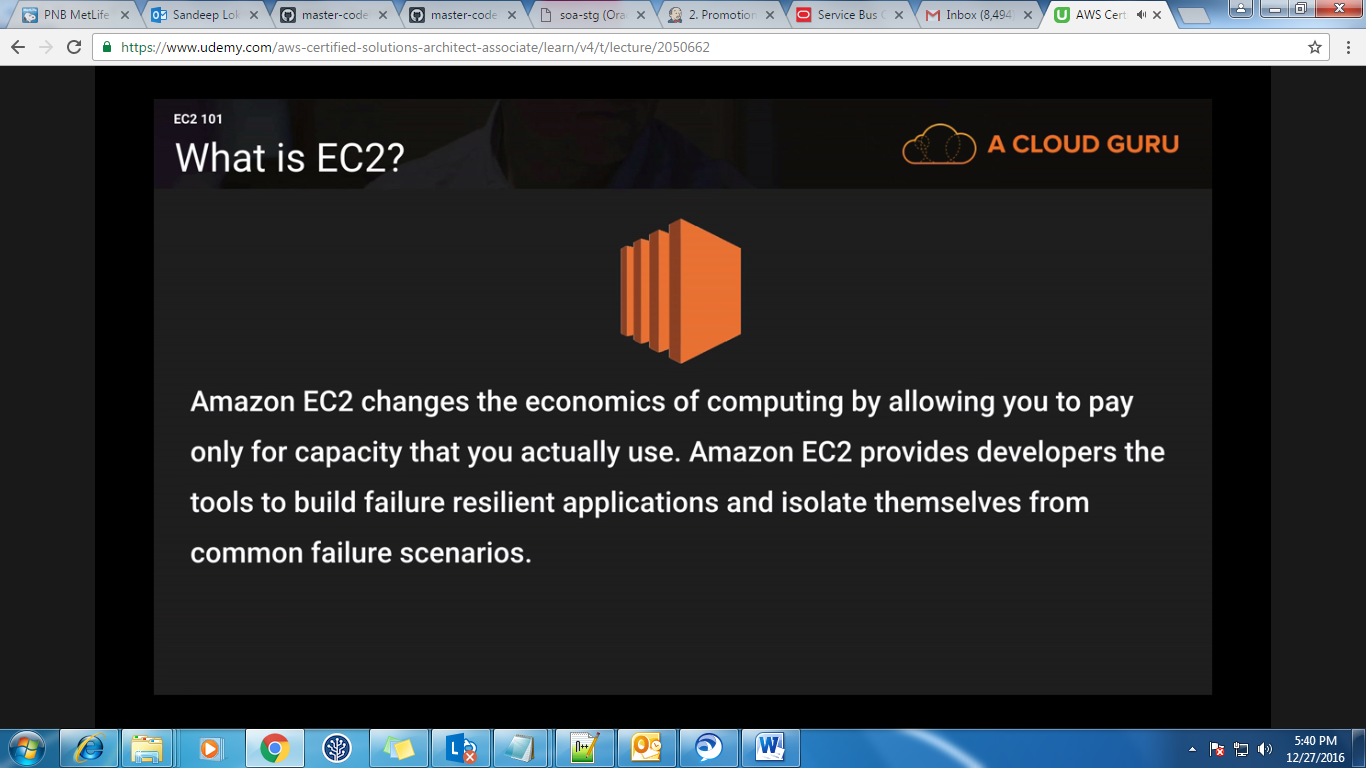 PNB MetLife
Sandeep Lok
master-code
master-code
soa-stg (Ora
2. Promotion
Service Bus
Inbox (8,494
AWS Cert
https://www.udemy.com/aws-certified-solutions-architect-associate/learn/v4/t/lecture/2050662
EC2 101
What is EC2?
A CLOUD GURU
Amazon EC2 changes the economics of computing by allowing you to pay
only for capacity that you actually use. Amazon EC2 provides developers the
tools to build failure resilient applications and isolate themselves from
common failure scenarios.
5:40 PM
12/27/2016